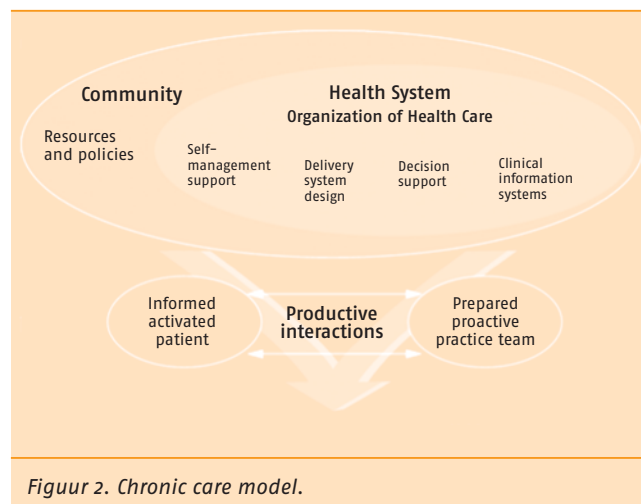 Community
Resources
and policies
Health System
Organization of Health Care
Self-
management
support
Delivery
system
design
Decision
support
Clinical
information
systems
Informed
activated
patient
Productive
interactions
Prepared
proactive
practice team
Figuur 2. Chronic care model.